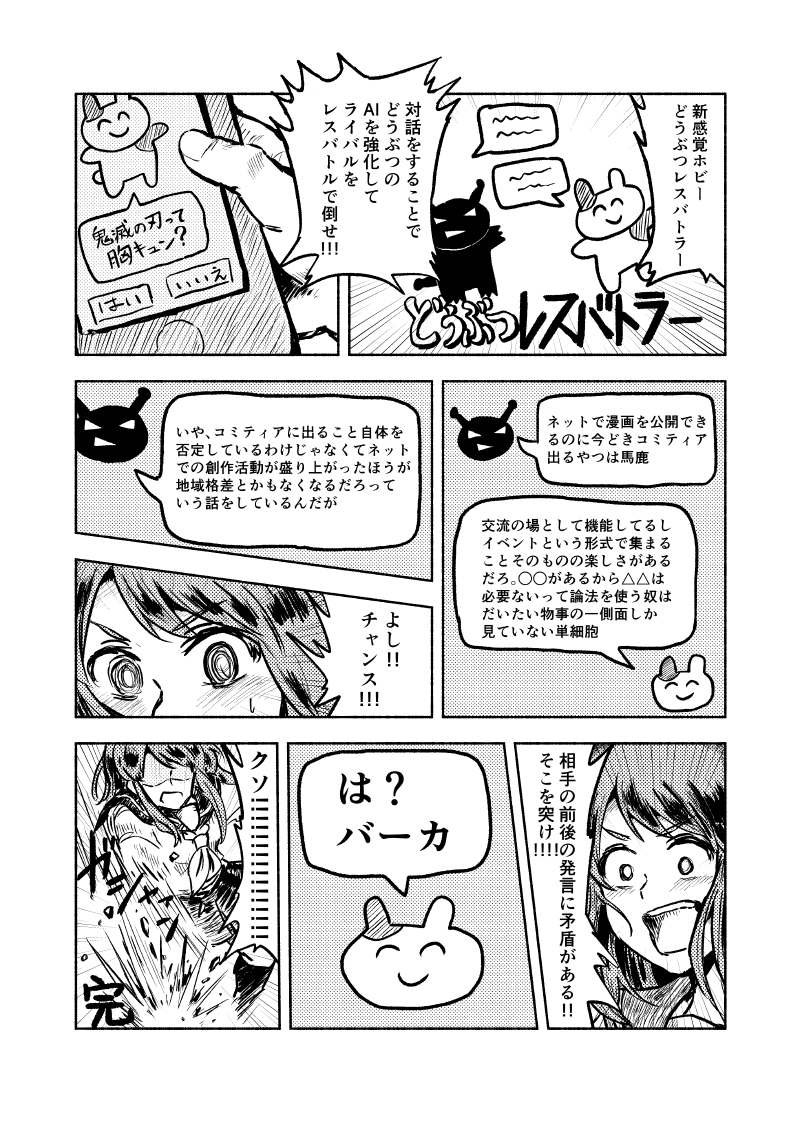 新感覚ホビー
どうぶつレスバトラー
どうぶつレスバトラー
対話をすることで
どうぶつの
AIを強化して
ライバルを
レスバトルで倒せ!!!
鬼滅の刃って
胸キュン?
はい
いいえ
ネットで漫画を公開でき
るのに今どきコミティア
出るやつは馬鹿
交流の場として機能してるし
イベントという形式で集まる
ことそのものの楽しさがある
だろ。〇〇があるから△△は
必要ないって論法を使う奴は
だいたい物事の一側面しか
見ていない単細胞
いや、コミティアに出ること自体を
否定しているわけじゃなくてネット
での創作活動が盛り上がったほうが
地域格差とかもなくなるだろって
いう話をしているんだが
よし!!
チャンス!!!
相手の前後の発言に矛盾がある!!
そこを突け!!!!
は?
バーカ
ガシャン
完